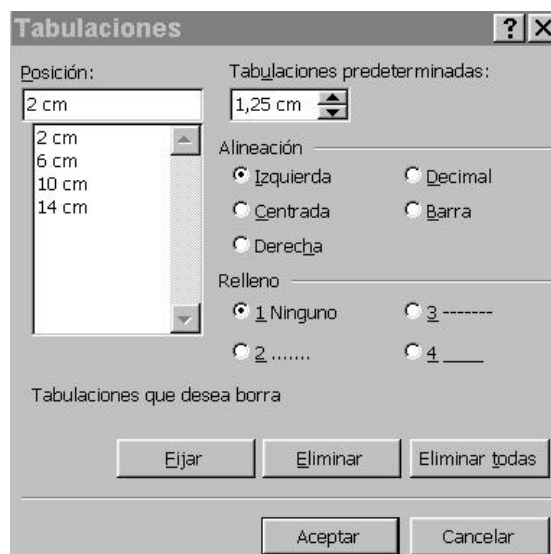 Tabulaciones
Posición:
Tabulaciones predeterminadas:
2 cm
1,25 cm
2 cm
6 cm
10 cm
14 cm
Alineación
Izquierda
Decimal
Centrada
Barra
Derecha
Relleno
1 Ninguno
3 -------
2 .......
4 ____
Tabulaciones que desea borra
Fijar
Eliminar
Eliminar todas
Aceptar
Cancelar